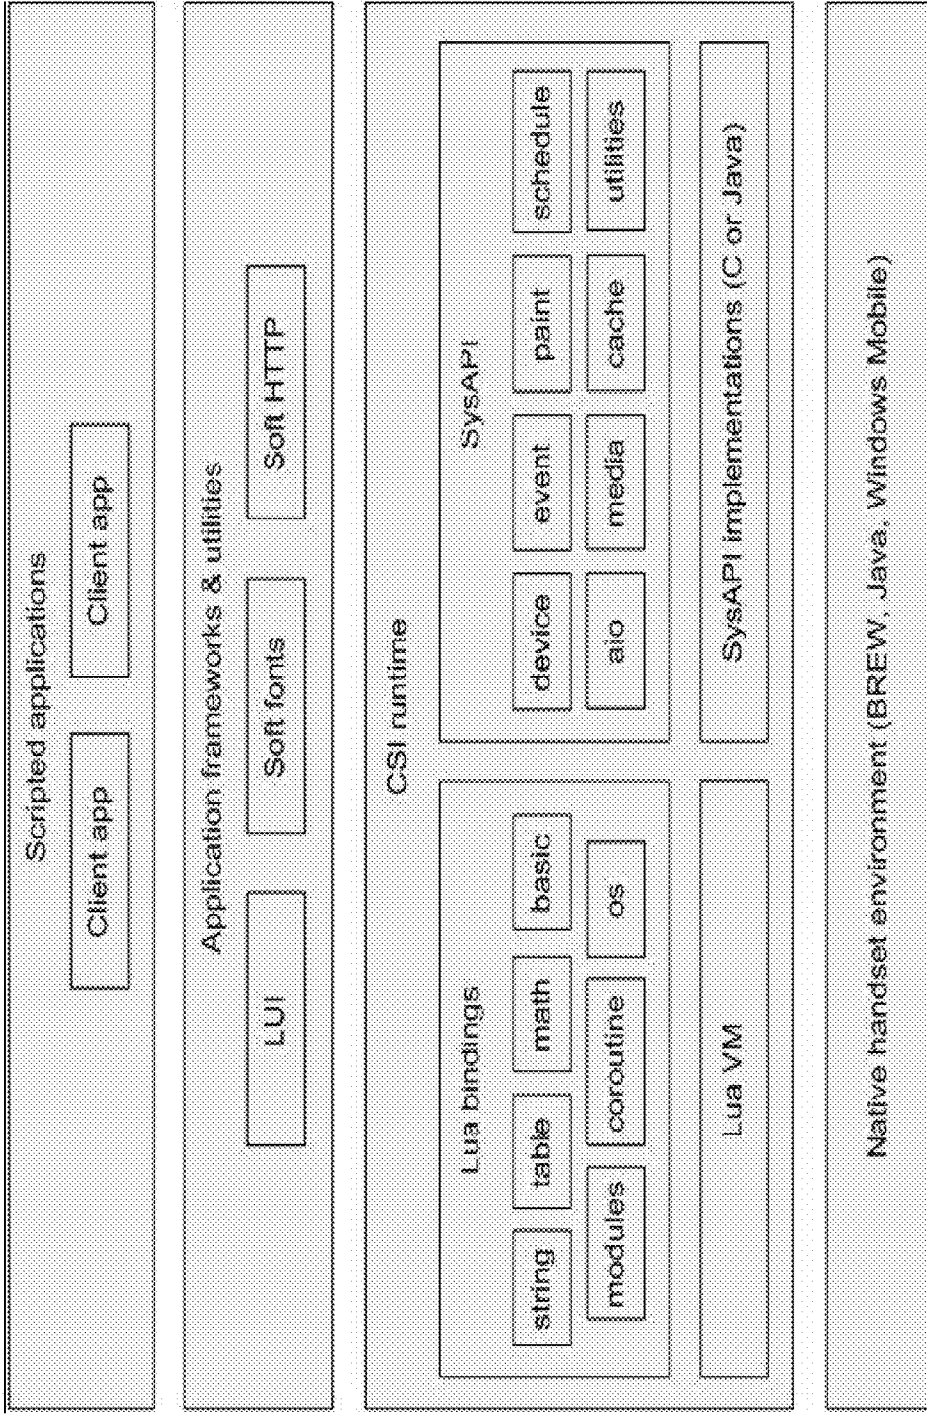 Scripted applications
Client app
Client app
Application frameworks & utilities
LUI
Soft fonts
Soft HTTP
CSI runtime
Lua bindings
string
table
math
basic
modules
coroutine
os
Lua VM
SysAPI
device
event
paint
schedule
aio
media
cache
utilities
SysAPI implementations (C or Java)
Native handset environment (BREW, Java, Windows Mobile)